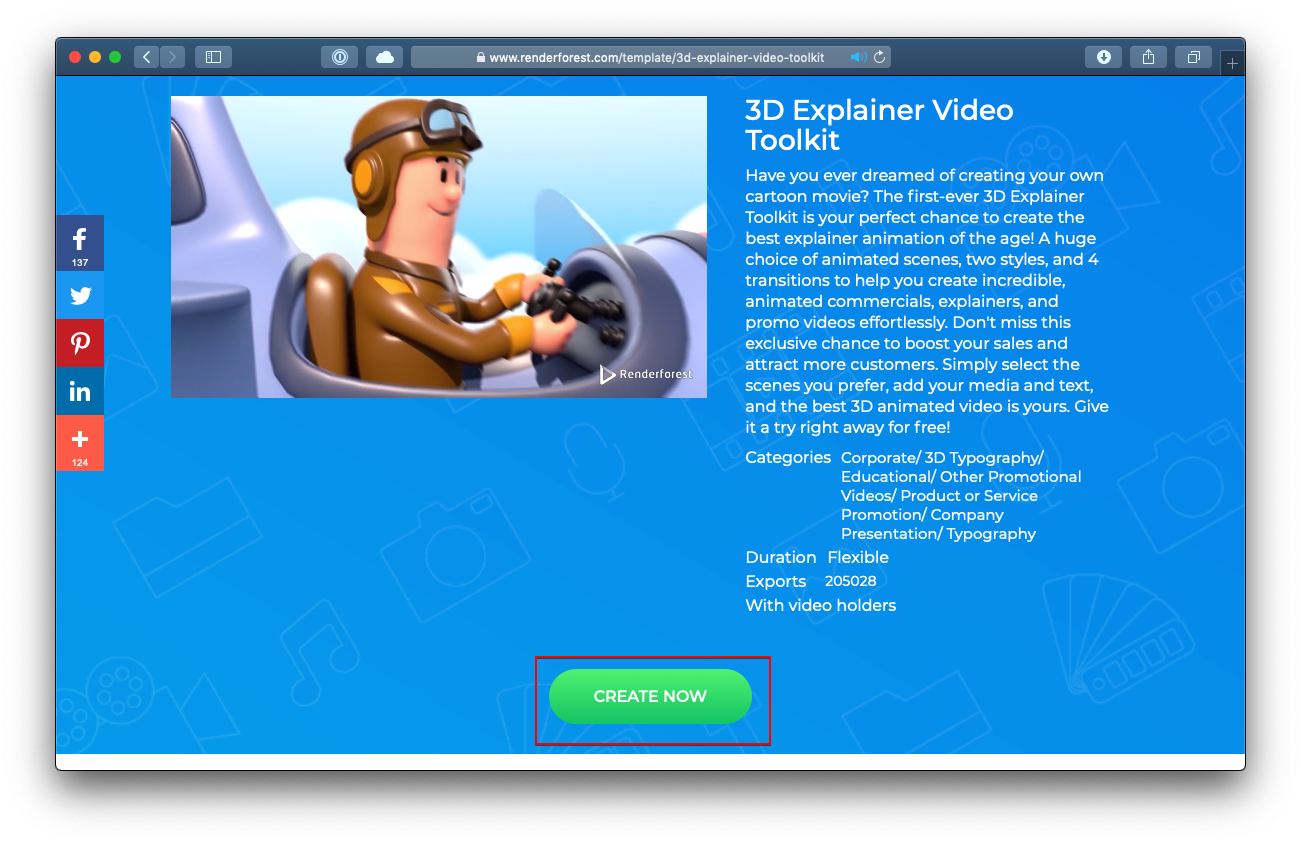 www.renderforest.com/template/3d-explainer-video-toolkit
3D Explainer Video
Toolkit
Have you ever dreamed of creating your own
cartoon movie? The first-ever 3D Explainer
Toolkit is your perfect chance to create the
best explainer animation of the age! A huge
choice of animated scenes, two styles, and 4
transitions to help you create incredible,
animated commercials, explainers, and
promo videos effortlessly. Don't miss this
exclusive chance to boost your sales and
attract more customers. Simply select the
scenes you prefer, add your media and text,
and the best 3D animated video is yours. Give
it a try right away for free!
Renderforest
137
in
124
Categories Corporate/ 3D Typography/
Educational/ Other Promotional
Videos/ Product or Service
Promotion/ Company
Presentation/ Typography
Duration Flexible
Exports 205028
With video holders
CREATE NOW